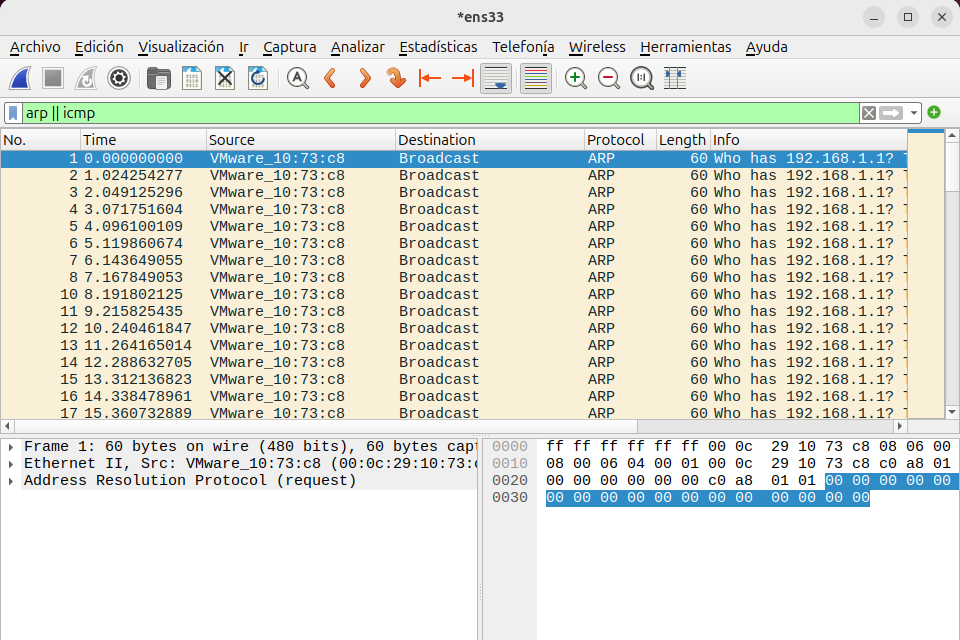 *ens33
Archivo Edición Visualización Ir Captura Analizar Estadísticas Telefonía Wireless Herramientas Ayuda
arp || icmp
No. Time Source Destination Protocol Length Info
1 0.000000000 VMware_10:73:c8 Broadcast ARP 60 Who has 192.168.1.1? T
2 1.024254277 VMware_10:73:c8 Broadcast ARP 60 Who has 192.168.1.1? T
3 2.049125296 VMware_10:73:c8 Broadcast ARP 60 Who has 192.168.1.1? T
4 3.071751604 VMware_10:73:c8 Broadcast ARP 60 Who has 192.168.1.1? T
5 4.096100109 VMware_10:73:c8 Broadcast ARP 60 Who has 192.168.1.1? T
6 5.119860674 VMware_10:73:c8 Broadcast ARP 60 Who has 192.168.1.1? T
7 6.143649055 VMware_10:73:c8 Broadcast ARP 60 Who has 192.168.1.1? T
8 7.167849053 VMware_10:73:c8 Broadcast ARP 60 Who has 192.168.1.1? T
10 8.191802125 VMware_10:73:c8 Broadcast ARP 60 Who has 192.168.1.1? T
11 9.215825435 VMware_10:73:c8 Broadcast ARP 60 Who has 192.168.1.1? T
12 10.240461847 VMware_10:73:c8 Broadcast ARP 60 Who has 192.168.1.1? T
13 11.264165014 VMware_10:73:c8 Broadcast ARP 60 Who has 192.168.1.1? T
14 12.288632705 VMware_10:73:c8 Broadcast ARP 60 Who has 192.168.1.1? T
15 13.312136823 VMware_10:73:c8 Broadcast ARP 60 Who has 192.168.1.1? T
16 14.338478961 VMware_10:73:c8 Broadcast ARP 60 Who has 192.168.1.1? T
17 15.360732889 VMware_10:73:c8 Broadcast ARP 60 Who has 192.168.1.1? T
Frame 1: 60 bytes on wire (480 bits), 60 bytes capt
Ethernet II, Src: VMware_10:73:c8 (00:0c:29:10:73:c
Address Resolution Protocol (request)
0000 ff ff ff ff ff ff 00 0c 29 10 73 c8 08 06 00
0010 08 00 06 04 00 01 00 0c 29 10 73 c8 c0 a8 01
0020 00 00 00 00 00 00 c0 a8 01 01 00 00 00 00 00
0030 00 00 00 00 00 00 00 00 00 00 00 00